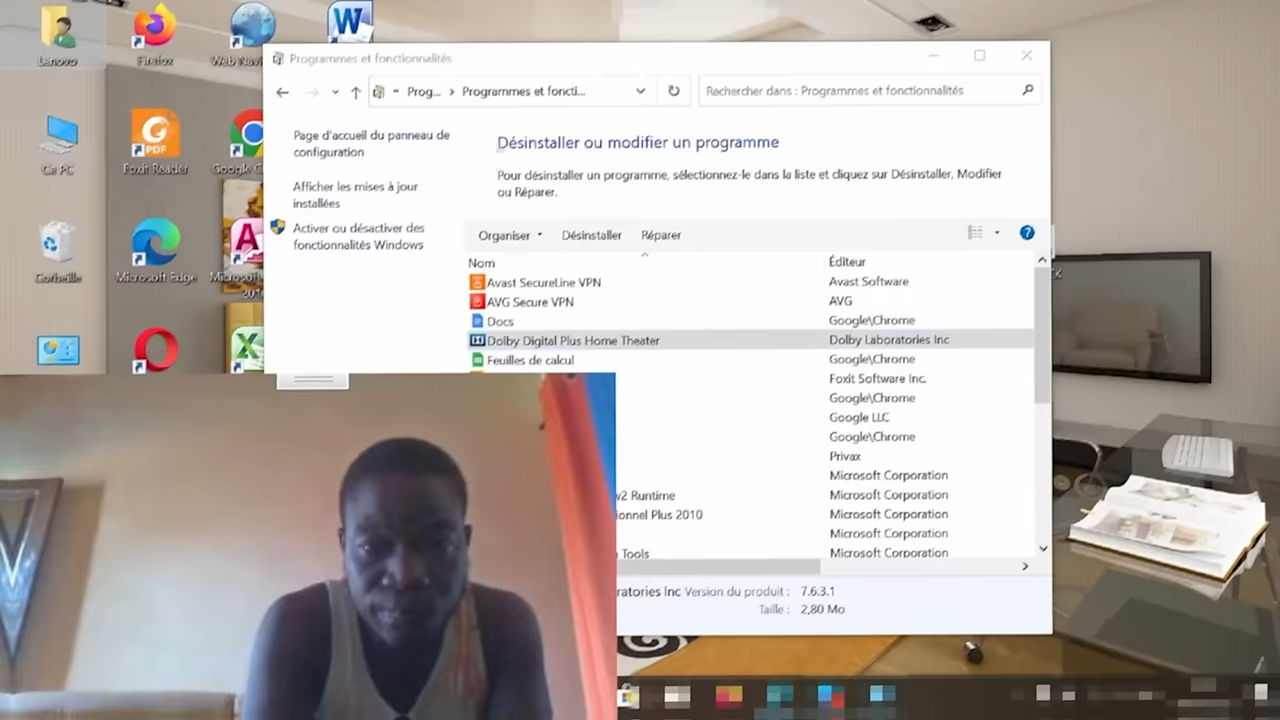 Lenovo
Firefox
Web Navi
W
Programmes et fonctionnalités
Prog...
Programmes et foncti...
Rechercher dans : Programmes et fonctionnalités
Page d'accueil du panneau de
configuration
Désinstaller ou modifier un programme
Pour désinstaller un programme, sélectionnez-le dans la liste et cliquez sur Désinstaller, Modifier
ou Réparer.
Afficher les mises à jour
installées
Activer ou désactiver des
fonctionnalités Windows
Organiser
Désinstaller
Réparer
Ce PC
PDF
Foxit Reader
Google C
Corbeille
Microsoft Edge
A
Microsof
201
Nom
Éditeur
Avast SecureLine VPN
Avast Software
AVG Secure VPN
AVG
Docs
Google\Chrome
Dolby Digital Plus Home Theater
Dolby Laboratories Inc
Feuilles de calcul
Google\Chrome
Foxit Software Inc.
Google\Chrome
Google LLC
Google\Chrome
Privax
Microsoft Corporation
w2 Runtime
Microsoft Corporation
ionnel Plus 2010
Microsoft Corporation
Microsoft Corporation
Tools
Microsoft Corporation
ratories Inc Version du produit : 7.6.3.1
Taille : 2,80 Mo